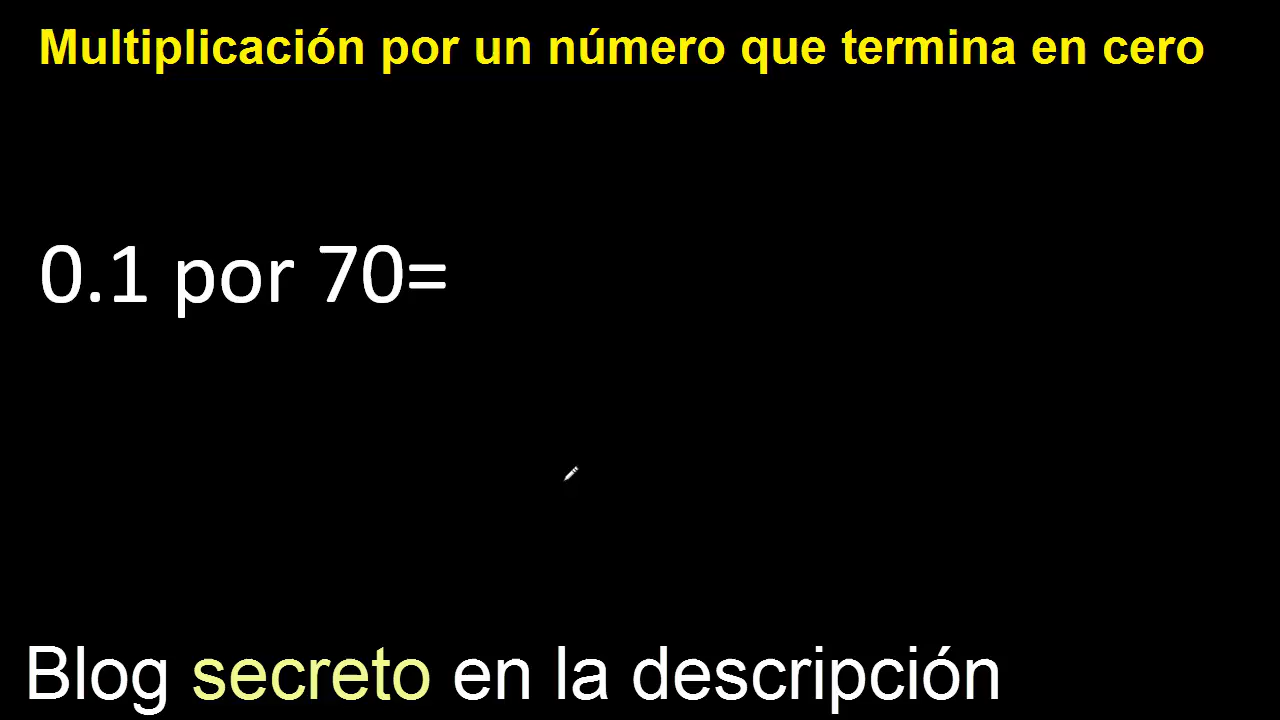 Multiplicación por un número que termina en cero
0.1 por 70=
Blog secreto en la descripción